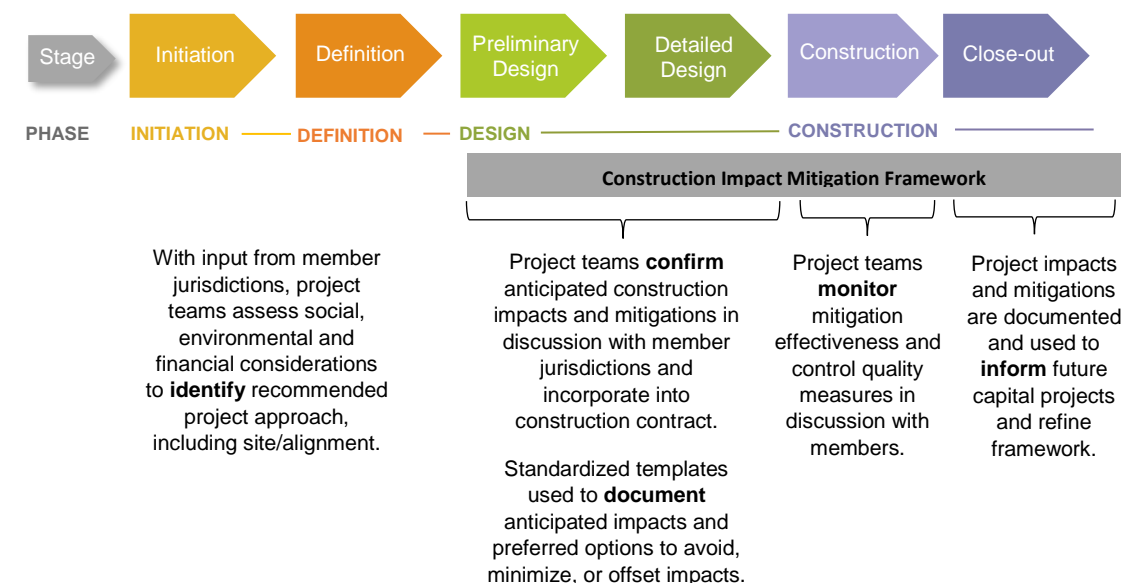 Stage
Initiation
Definition
Preliminary
Design
Detailed
Design
Construction
Close-out
PHASE
INITIATION
DEFINITION
DESIGN
CONSTRUCTION
Construction Impact Mitigation Framework
With input from member
jurisdictions, project
teams assess social,
environmental and
financial considerations
to identify recommended
project approach,
including site/alignment.
Project teams confirm
anticipated construction
impacts and mitigations in
discussion with member
jurisdictions and
incorporate into
construction contract.
Standardized templates
used to document
anticipated impacts and
preferred options to avoid,
minimize, or offset impacts.
Project teams
monitor
mitigation
effectiveness and
control quality
measures in
discussion with
members.
Project impacts
and mitigations
are documented
and used to
inform future
capital projects
and refine
framework.